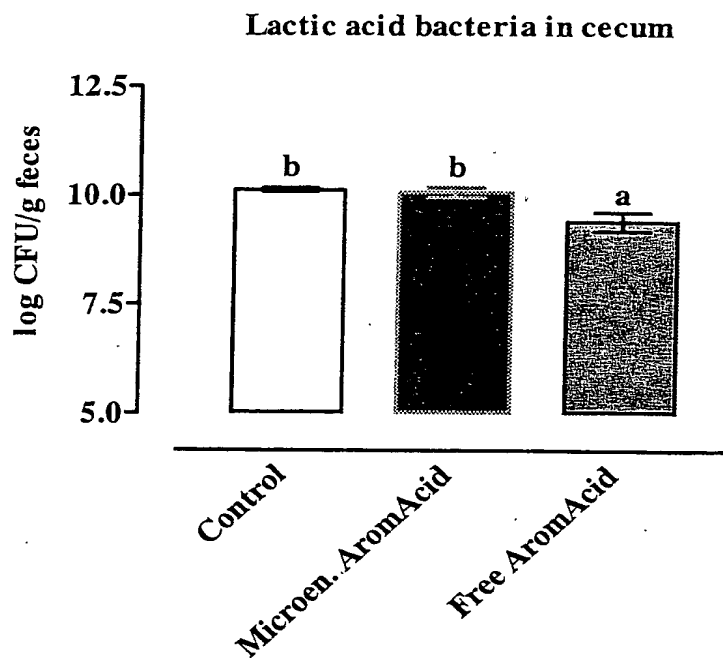 Lactic acid bacteria in cecum
log CFU/g feces
12.5
10.0
7.5
5.0
b
b
a
Control
Microen. AromAcid
Free AromAcid